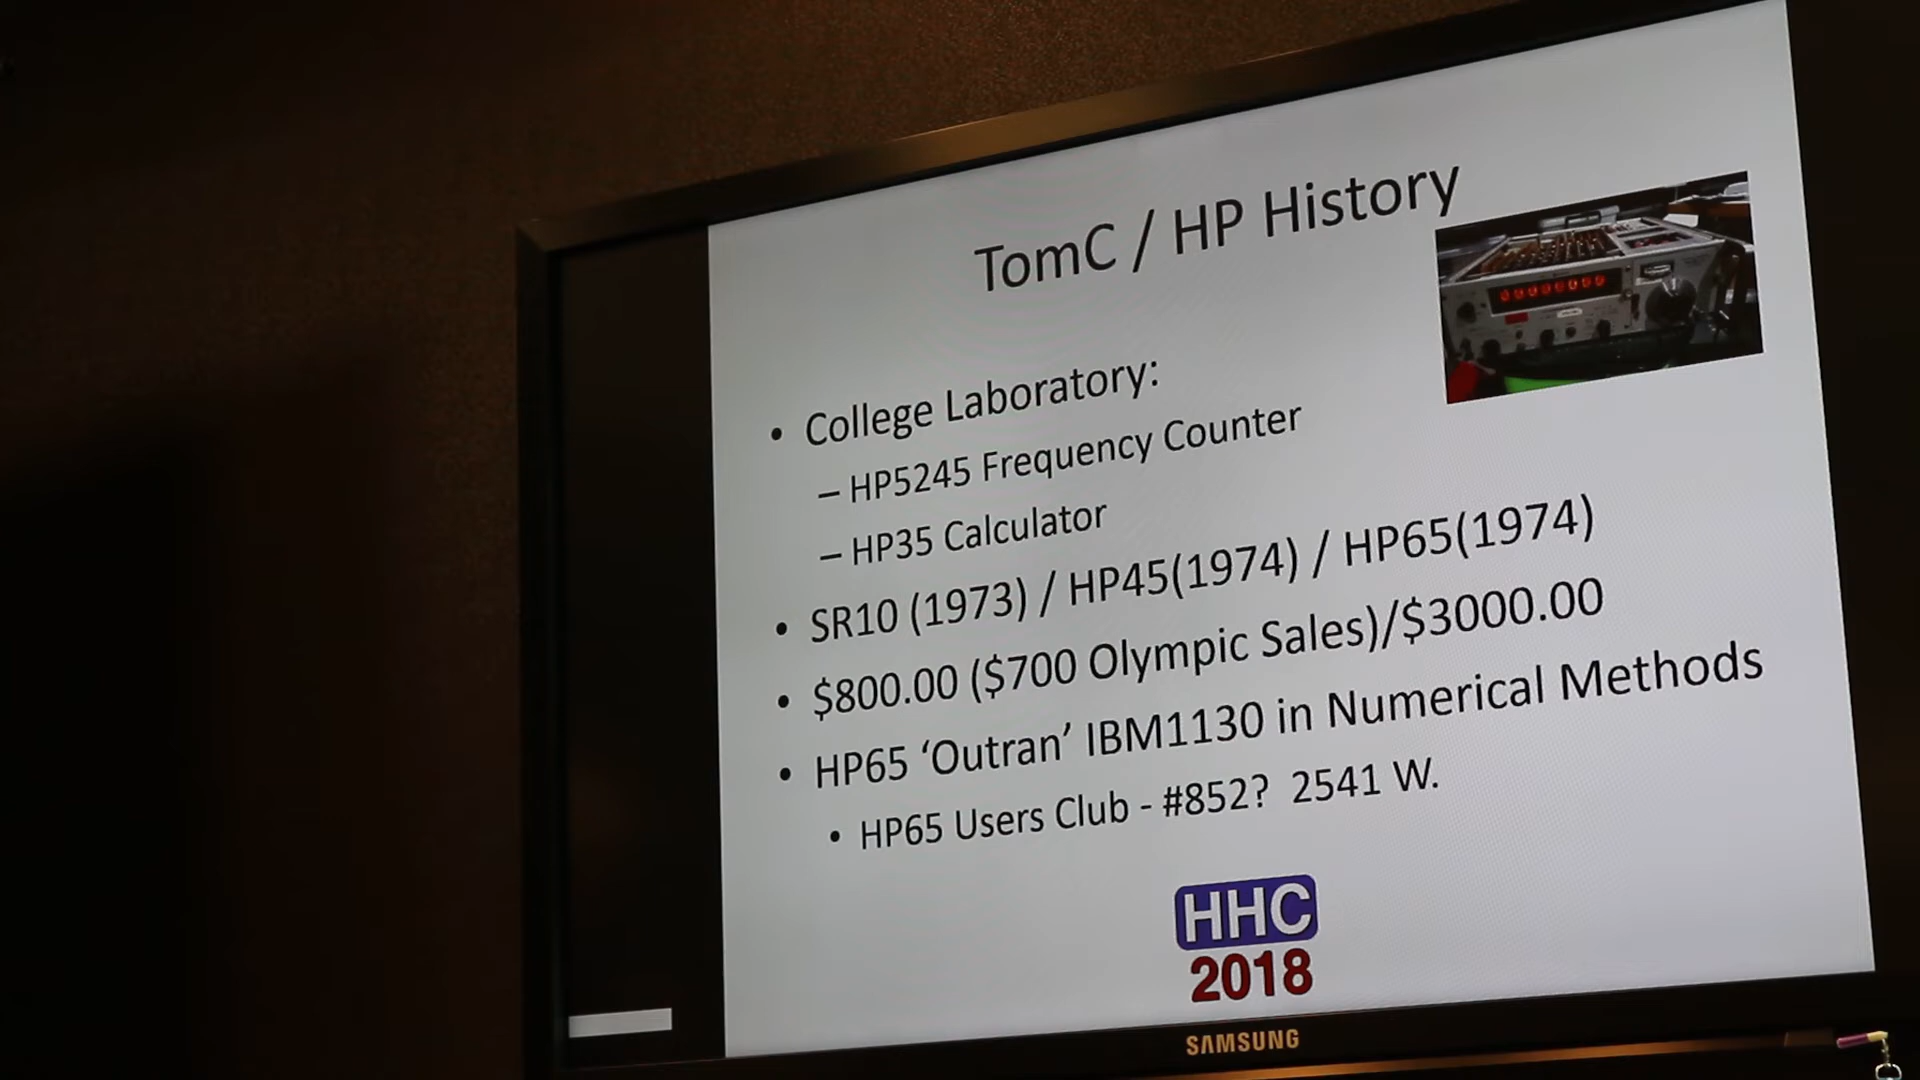 TomC / HP History
• College Laboratory:
– HP5245 Frequency Counter
– HP35 Calculator
• SR10 (1973) / HP45(1974) / HP65(1974)
• $800.00 ($700 Olympic Sales)/$3000.00
• HP65 ‘Outran’ IBM1130 in Numerical Methods
• HP65 Users Club - #852?  2541 W.
HHC
2018
SAMSUNG